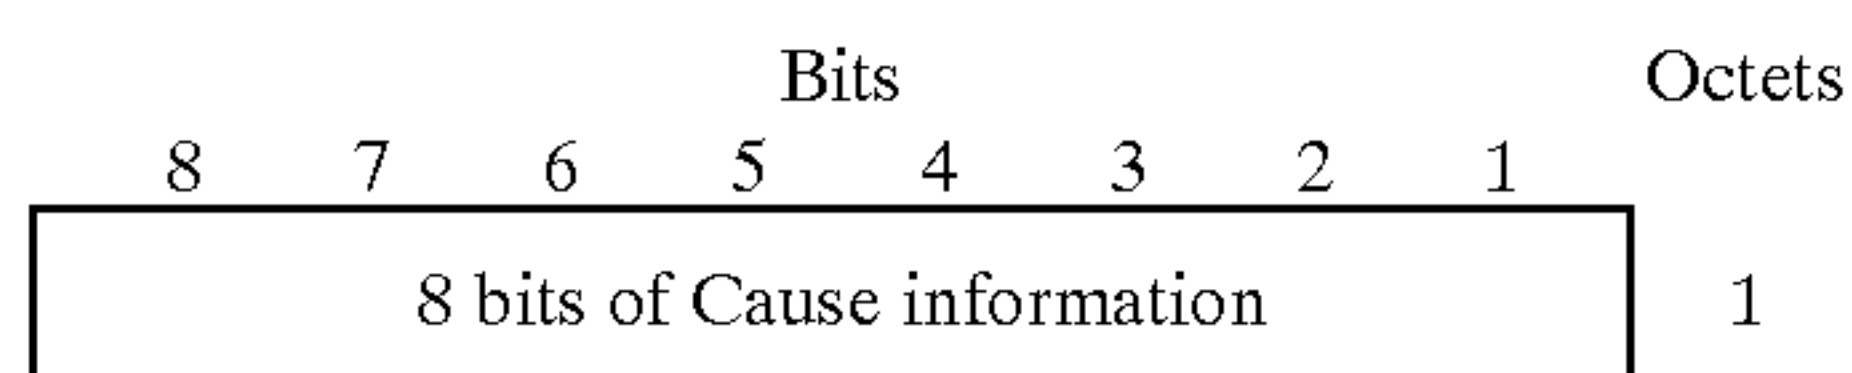 Bits Octets
8 7 6 5 4 3 2 1
8 bits of Cause information 1